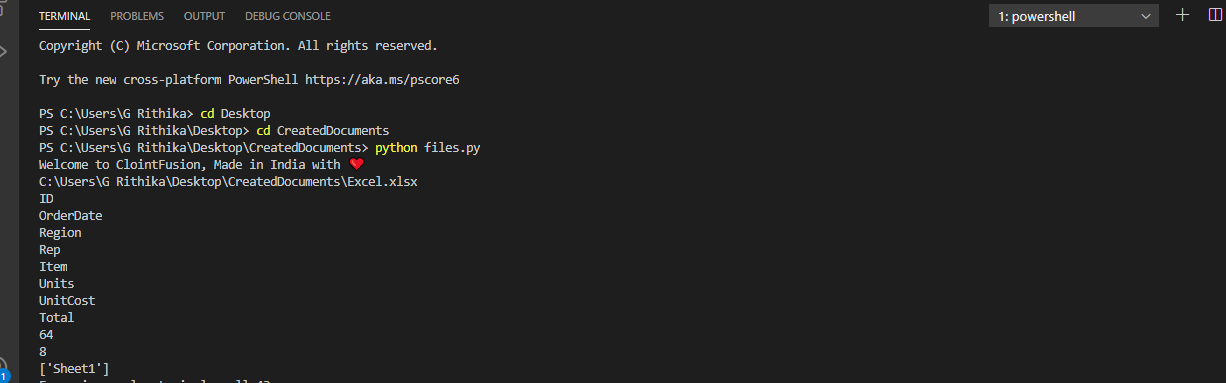 TERMINAL PROBLEMS OUTPUT DEBUG CONSOLE 1: powershell
Copyright (C) Microsoft Corporation. All rights reserved.
Try the new cross-platform PowerShell https://aka.ms/pscore6
PS C:\Users\G Rithika> cd Desktop
PS C:\Users\G Rithika\Desktop> cd CreatedDocuments
PS C:\Users\G Rithika\Desktop\CreatedDocuments> python files.py
Welcome to ClointFusion, Made in India with ❤️
C:\Users\G Rithika\Desktop\CreatedDocuments\Excel.xlsx
ID
OrderDate
Region
Rep
Item
Units
UnitCost
Total
64
8
['Sheet1']
1